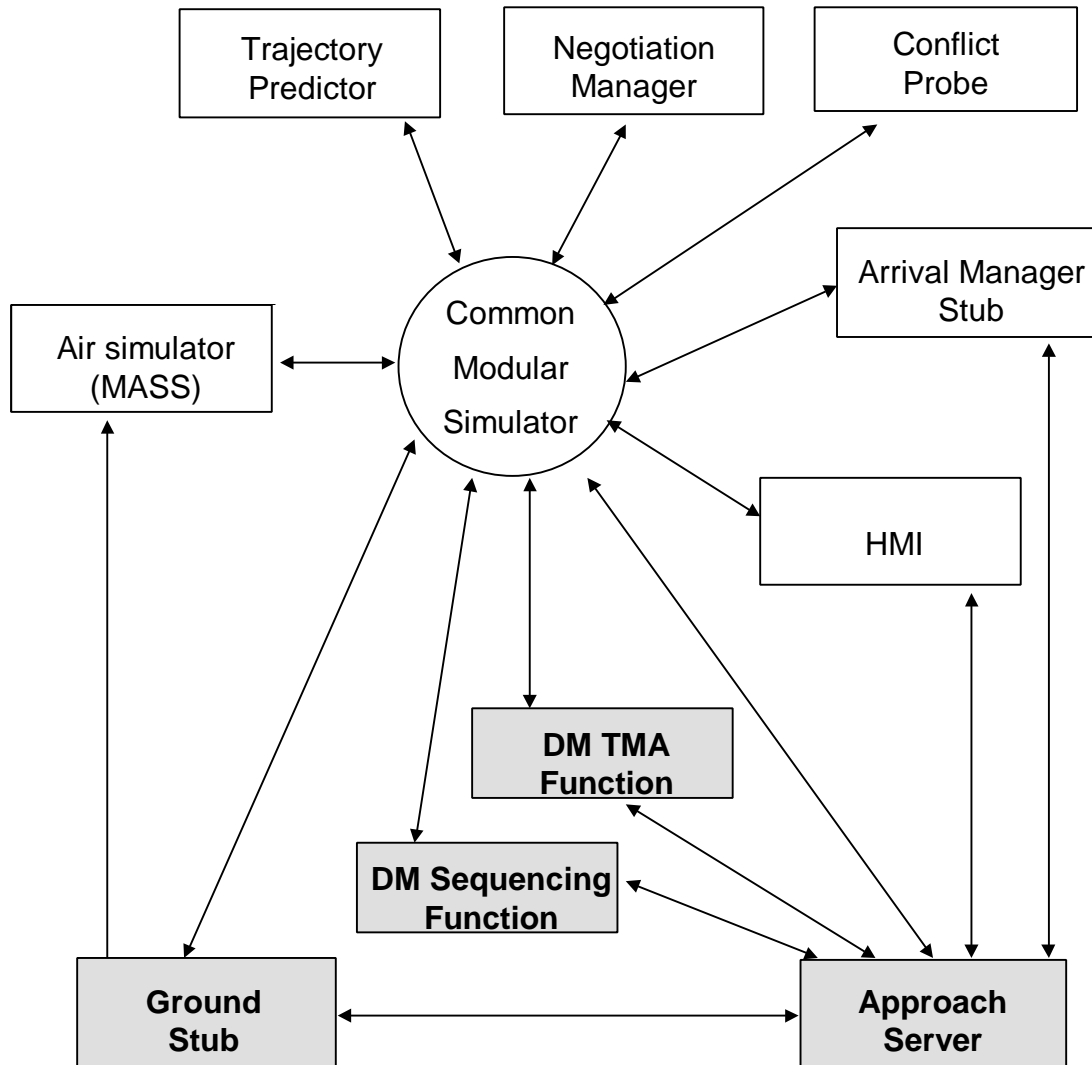 Trajectory
Predictor
Negotiation
Manager
Conflict
Probe
Arrival Manager
Stub
Common
Modular
Simulator
Air simulator
(MASS)
HMI
DM TMA
Function
DM Sequencing
Function
Ground
Stub
Approach
Server